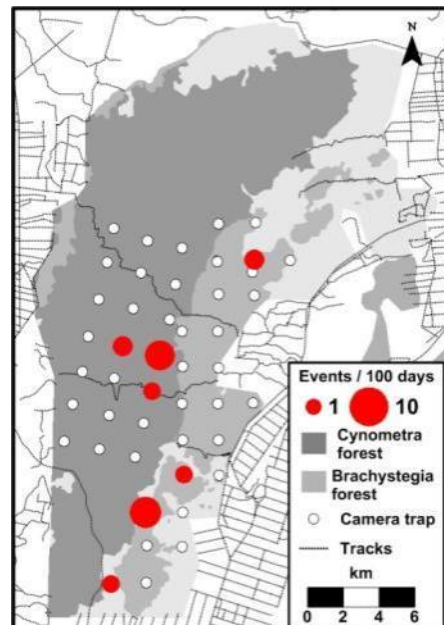 N
Events / 100 days
1 10
Cynometra
forest
Brachystegia
forest
Camera trap
Tracks
km
0 2 4 6